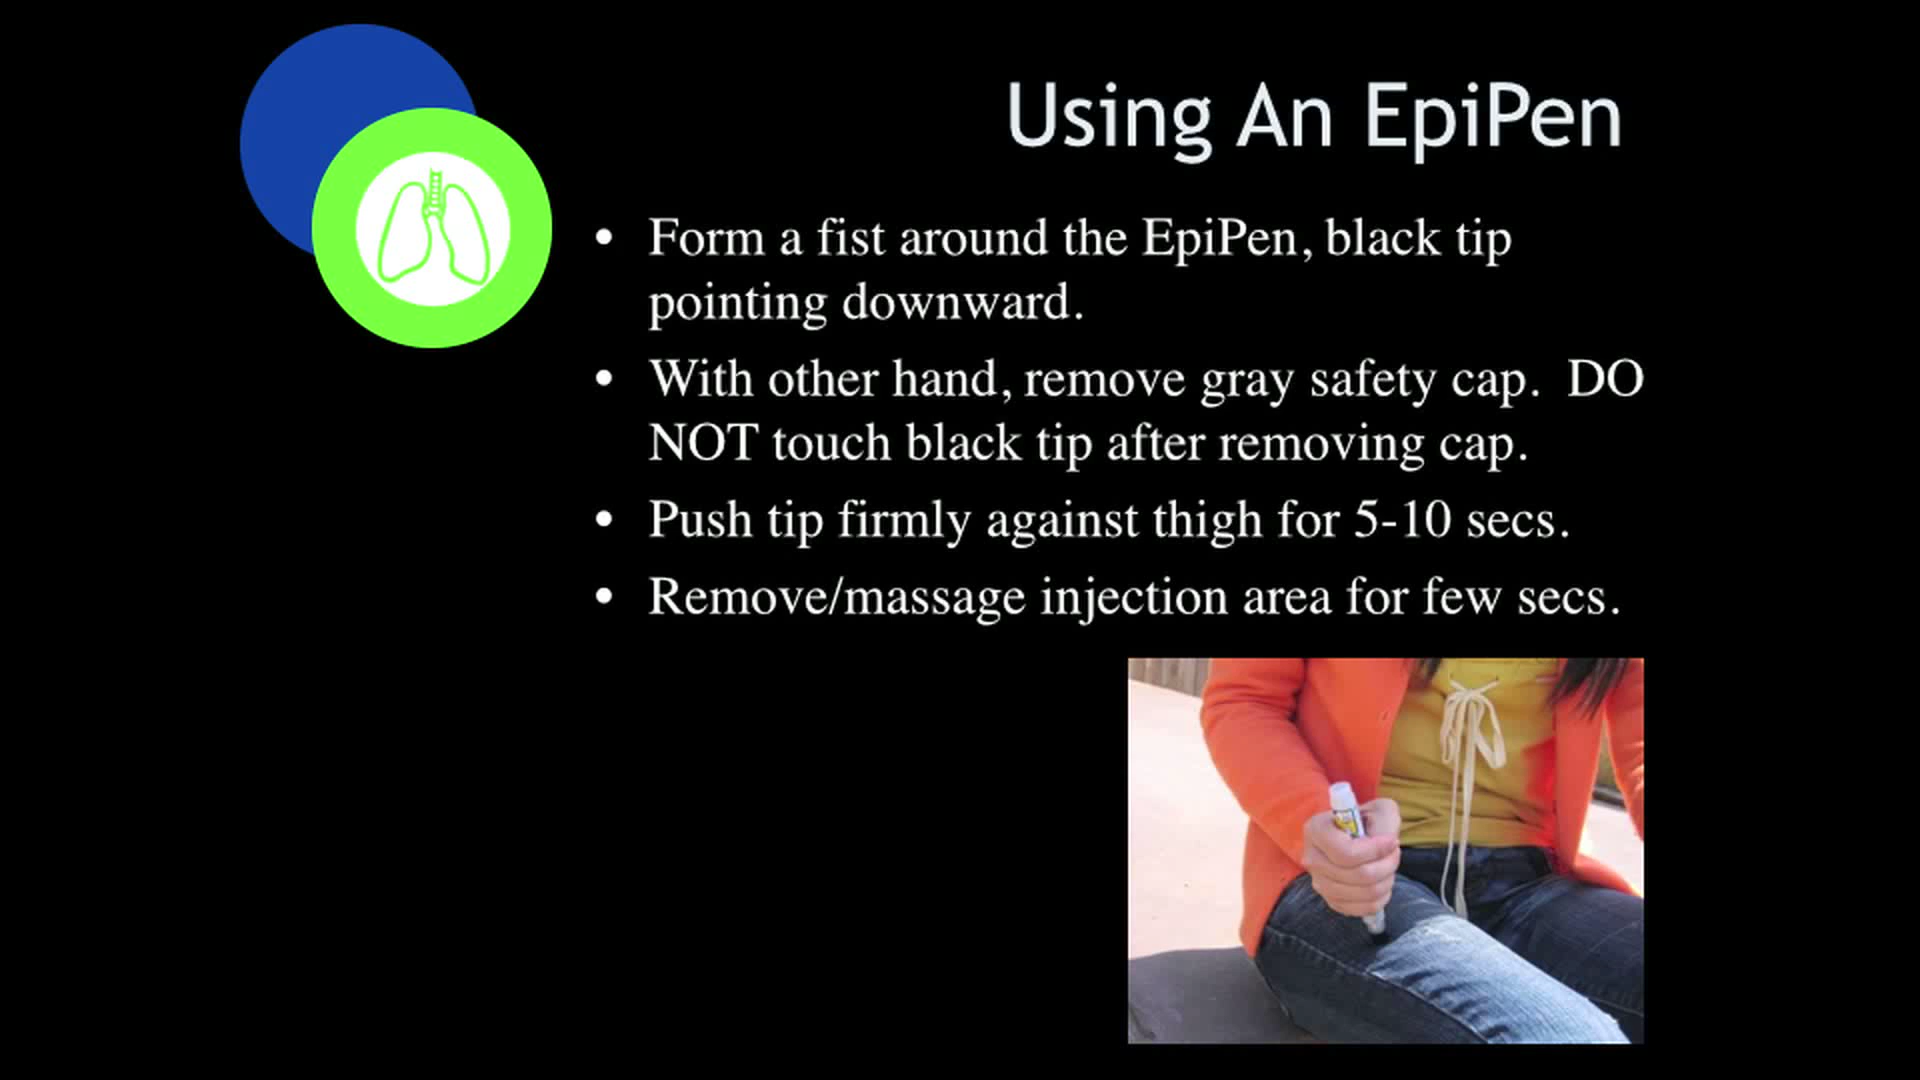 Using An EpiPen
• Form a fist around the EpiPen, black tip
pointing downward.
• With other hand, remove gray safety cap.  DO
NOT touch black tip after removing cap.
• Push tip firmly against thigh for 5-10 secs.
• Remove/massage injection area for few secs.